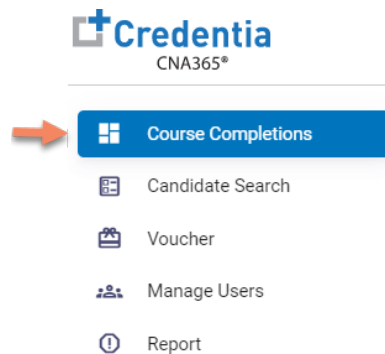 Credentia
CNA365®
Course Completions
Candidate Search
Voucher
Manage Users
Report